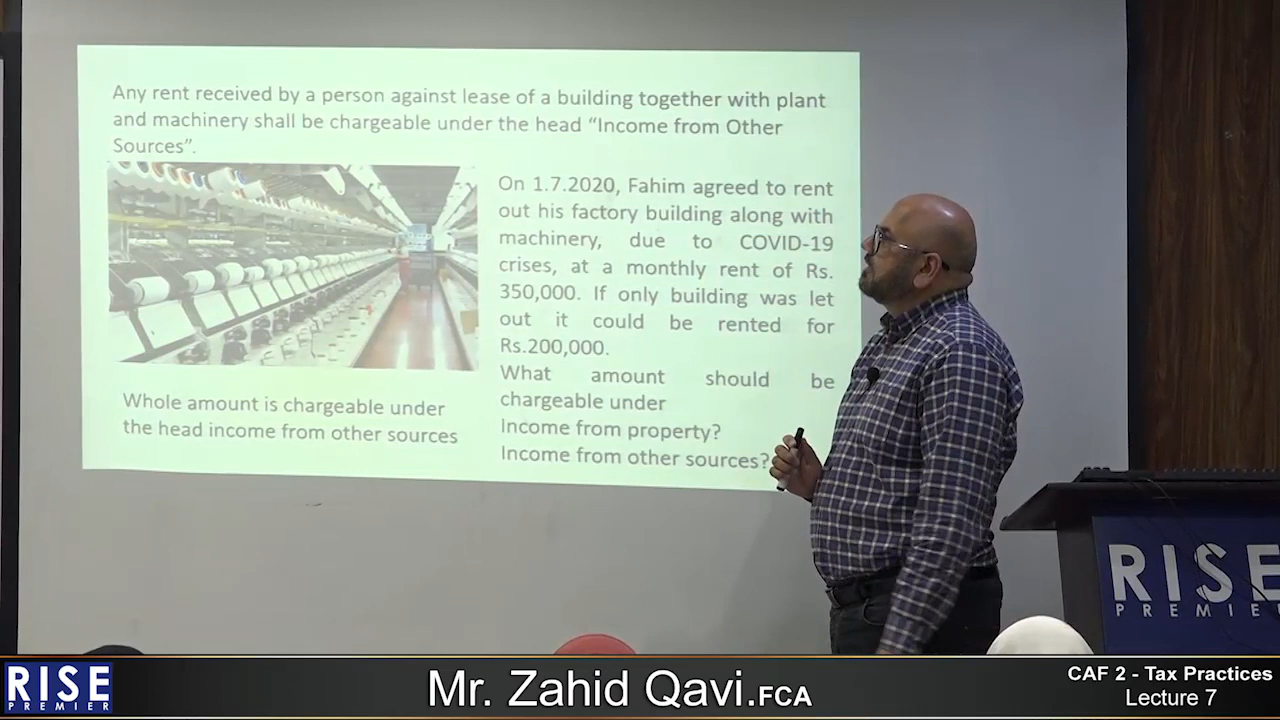 Any rent received by a person against lease of a building together with plant
and machinery shall be chargeable under the head “Income from Other
Sources”.
On 1.7.2020, Fahim agreed to rent
out his factory building along with
machinery, due to COVID-19
crises, at a monthly rent of Rs.
350,000. If only building was let
out it could be rented for
Rs.200,000.
What amount should be
chargeable under
Income from property?
Income from other sources?
Whole amount is chargeable under
the head income from other sources
RISE
PREMIER
RISE
PREMIER
Mr. Zahid Qavi.FCA
CAF 2 - Tax Practices
Lecture 7